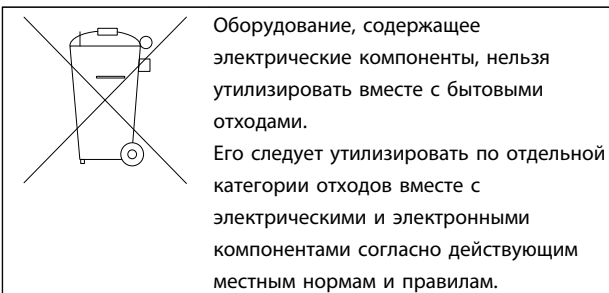 Оборудование, содержащее
электрические компоненты, нельзя
утилизировать вместе с бытовыми
отходами.
Его следует утилизировать по отдельной
категории отходов вместе с
электрическими и электронными
компонентами согласно действующим
местным нормам и правилам.